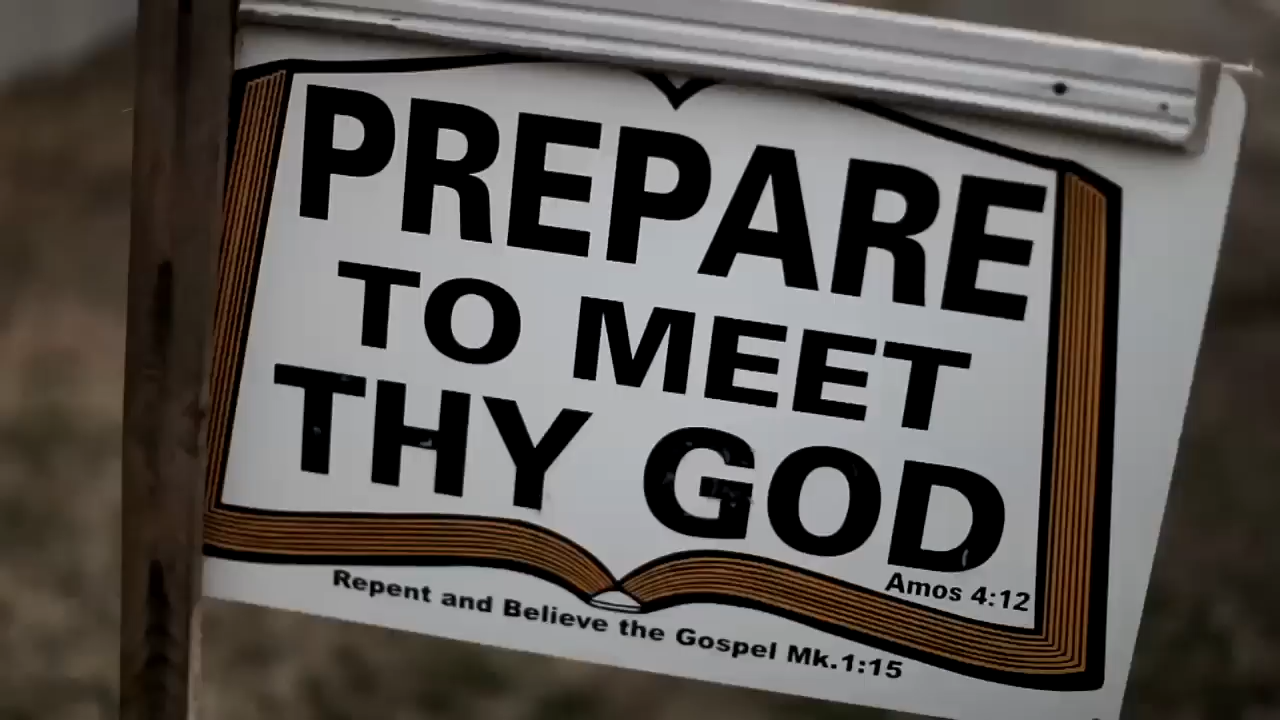 PREPARE
TO MEET
THY GOD
Amos 4:12
Repent and Believe the Gospel Mk.1:15